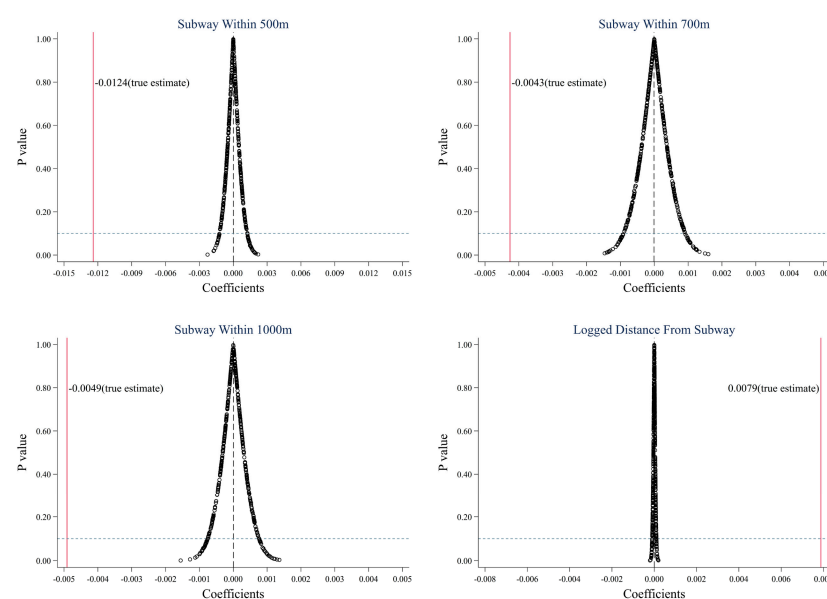 Subway Within 500m
1.00
0.80
0.60
0.40
0.20
0.00
P value
-0.0124(true estimate)
-0.015 -0.012 -0.009 -0.006 -0.003 0.000 0.003 0.006 0.009 0.012 0.015
Coefficients
Subway Within 700m
1.00
0.80
0.60
0.40
0.20
0.00
P value
-0.0043(true estimate)
-0.005 -0.004 -0.003 -0.002 -0.001 0.000 0.001 0.002 0.003 0.004
Coefficients
Subway Within 1000m
1.00
0.80
0.60
0.40
0.20
0.00
P value
-0.0049(true estimate)
-0.005 -0.004 -0.003 -0.002 -0.001 0.000 0.001 0.002 0.003 0.004 0.005
Coefficients
Logged Distance From Subway
1.00
0.80
0.60
0.40
0.20
0.00
P value
0.0079(true estimate)
-0.008 -0.006 -0.004 -0.002 0.000 0.002 0.004 0.006
Coefficients